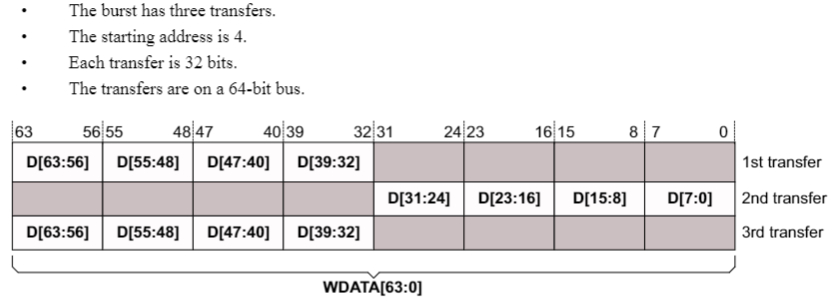 • The burst has three transfers.
• The starting address is 4.
• Each transfer is 32 bits.
• The transfers are on a 64-bit bus.
63 56 55 48 47 40 39 32 31 24 23 16 15 8 7 0
D[63:56] D[55:48] D[47:40] D[39:32] 1st transfer
D[31:24] D[23:16] D[15:8] D[7:0] 2nd transfer
D[63:56] D[55:48] D[47:40] D[39:32] 3rd transfer
WDATA[63:0]